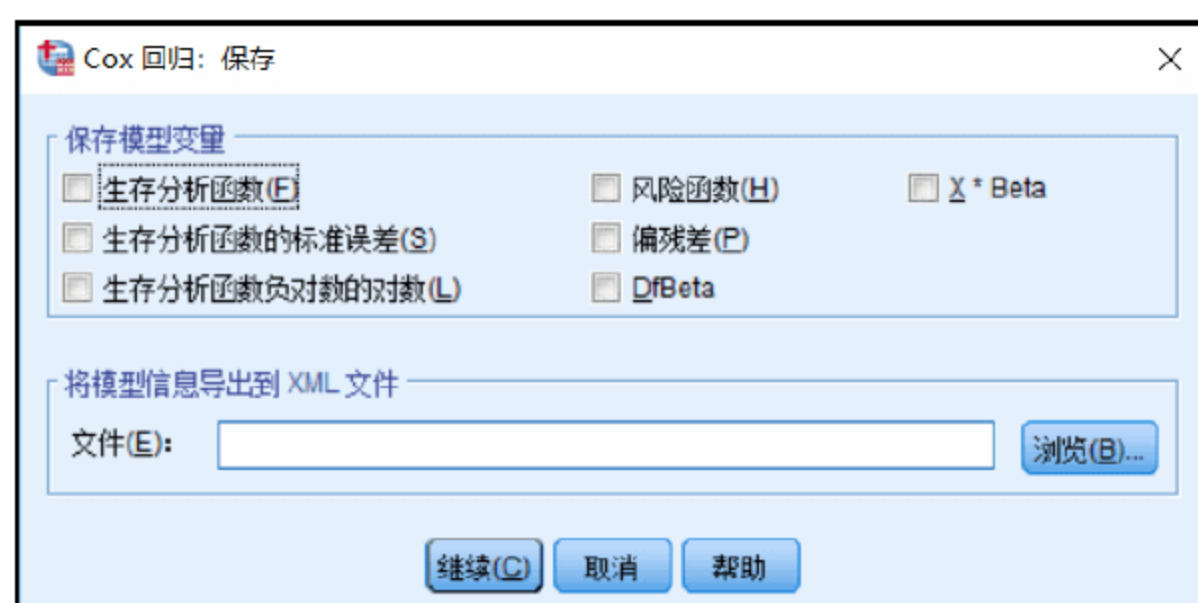 Cox 回归：保存
保存模型变量
生存分析函数(F) 风险函数(H) X * Beta
生存分析函数的标准误差(S) 偏残差(P)
生存分析函数负对数的对数(L) DfBeta
将模型信息导出到 XML 文件
文件(E): 浏览(B)...
继续(C) 取消 帮助